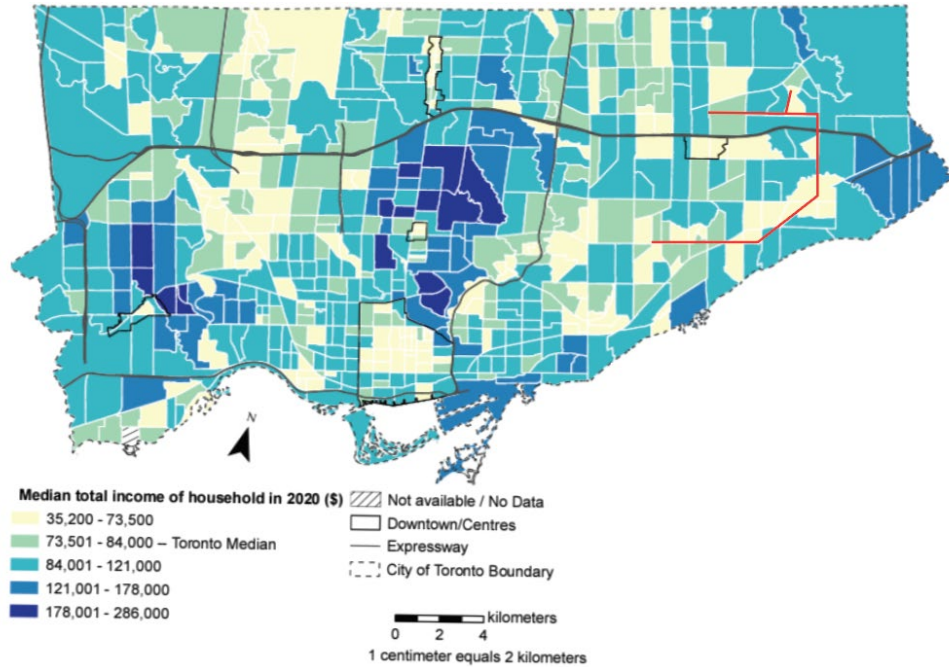 N
Median total income of household in 2020 ($)
35,200 - 73,500
73,501 - 84,000 – Toronto Median
84,001 - 121,000
121,001 - 178,000
178,001 - 286,000
Not available / No Data
Downtown/Centres
Expressway
City of Toronto Boundary
kilometers
0 2 4
1 centimeter equals 2 kilometers